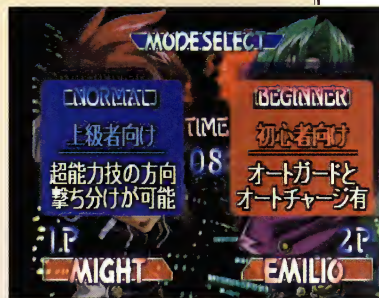 MODE SELECT
NORMAL
上級者向け
超能力技の方向
撃ち分けが可能
TIME
08
BEGINNER
初心者向け
オートガードと
オートチャージ有
1P
MIGHT
2P
EMILIO